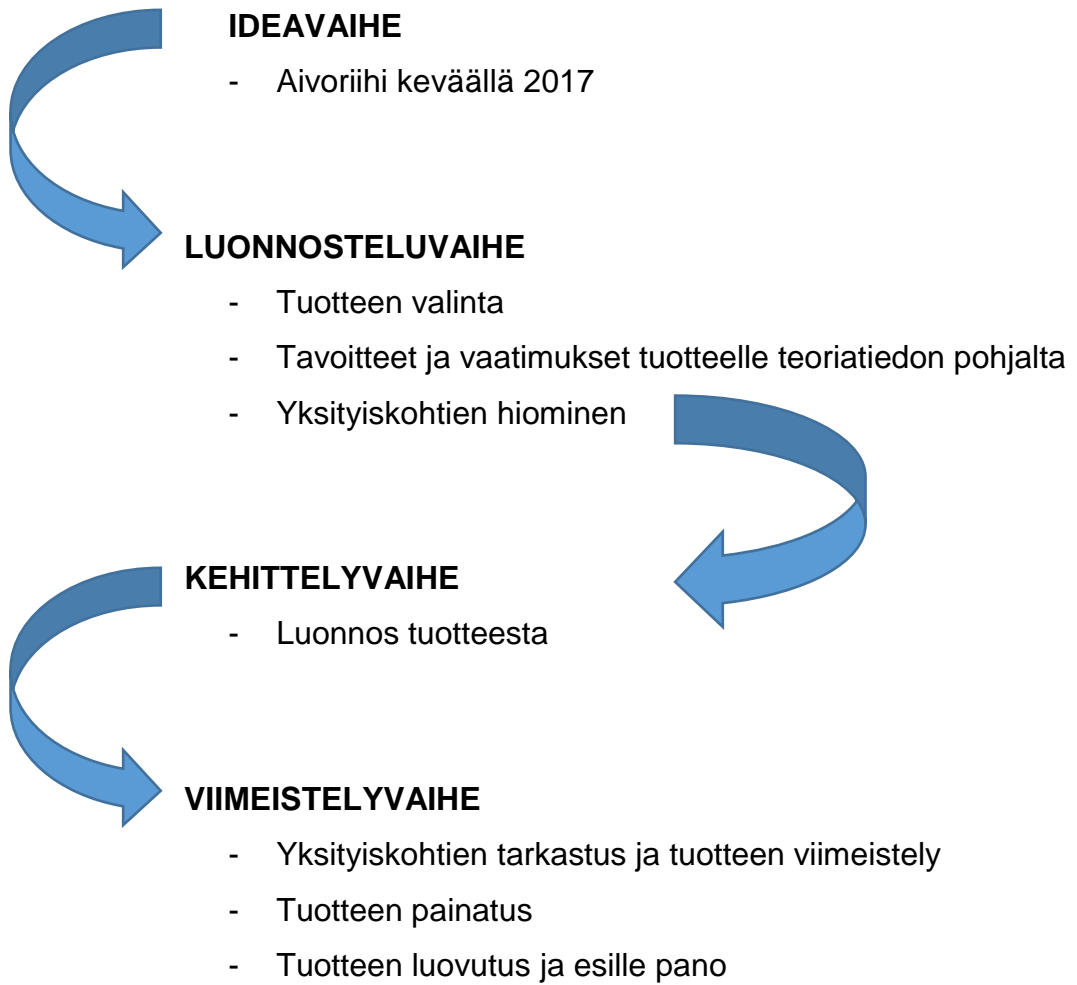 IDEAVAIHE
- Aivoriihi keväällä 2017
LUONNOSTELUVAIHE
- Tuotteen valinta
- Tavoitteet ja vaatimukset tuotteelle teoriatiedon pohjalta
- Yksityiskohtien hiominen
KEHITTELYVAIHE
- Luonnos tuotteesta
VIIMEISTELYVAIHE
- Yksityiskohtien tarkastus ja tuotteen viimeistely
- Tuotteen painatus
- Tuotteen luovutus ja esille pano